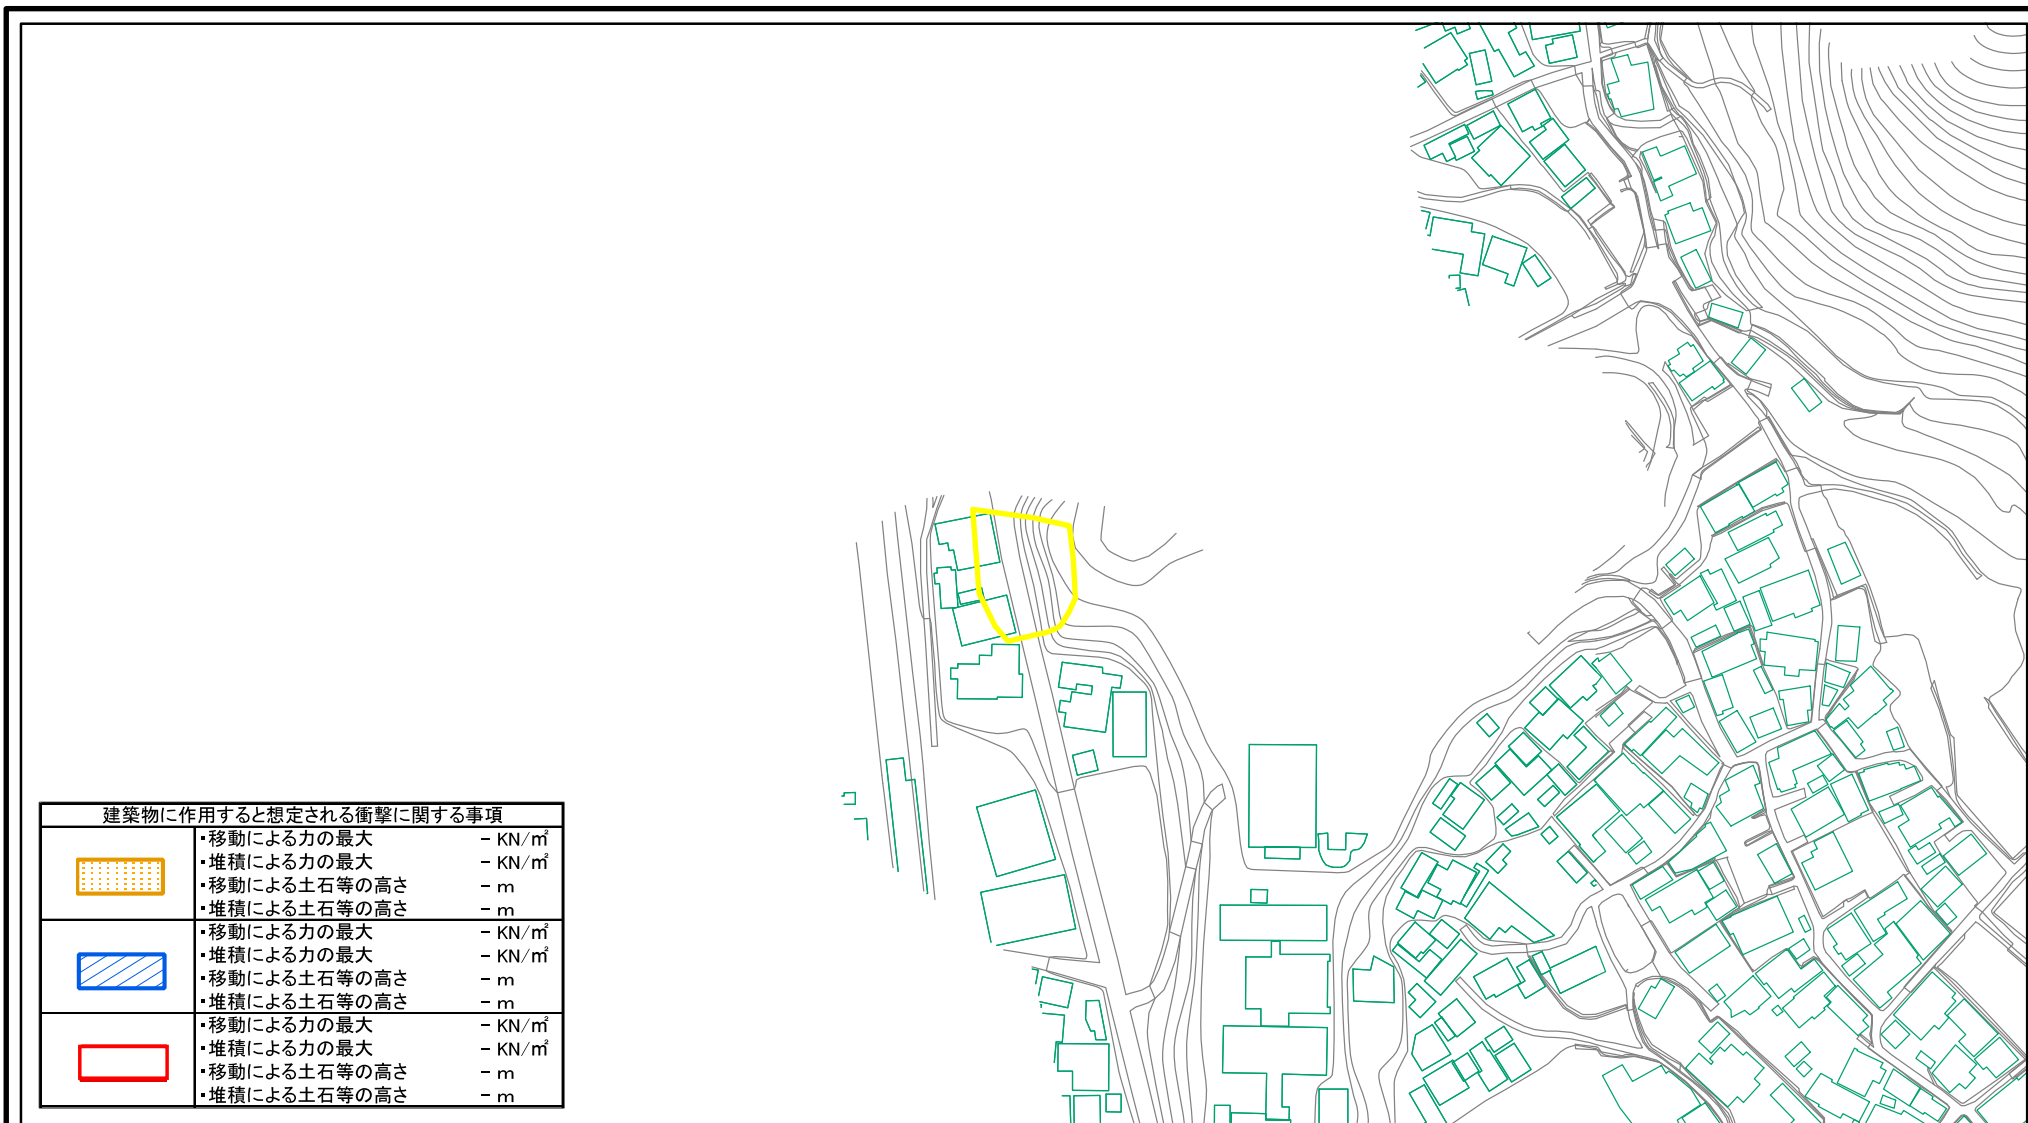 建築物に作用すると想定される衝撃に関する事項
・移動による力の最大 − KN/㎡
・堆積による力の最大 − KN/㎡
・移動による土石等の高さ − m
・堆積による土石等の高さ − m
・移動による力の最大 − KN/㎡
・堆積による力の最大 − KN/㎡
・移動による土石等の高さ − m
・堆積による土石等の高さ − m
・移動による力の最大 − KN/㎡
・堆積による力の最大 − KN/㎡
・移動による土石等の高さ − m
・堆積による土石等の高さ − m